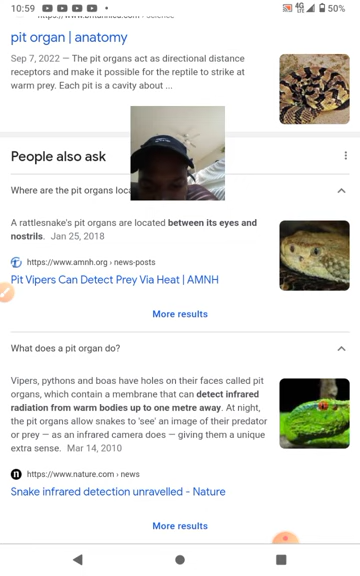 10:59
4G
50%
pit organ | anatomy
Sep 7, 2022 — The pit organs act as directional distance
receptors and make it possible for the reptile to strike at
warm prey. Each pit is a cavity about ...
People also ask
Where are the pit organs
A rattlesnake's pit organs are located between its eyes and
nostrils. Jan 25, 2018
https://www.amnh.org › news-posts
Pit Vipers Can Detect Prey Via Heat | AMNH
More results
What does a pit organ do?
Vipers, pythons and boas have holes on their faces called pit
organs, which contain a membrane that can detect infrared
radiation from warm bodies up to one metre away. At night,
the pit organs allow snakes to 'see' an image of their predator
or prey — as an infrared camera does — giving them a unique
extra sense. Mar 14, 2010
n
https://www.nature.com › news
Snake infrared detection unravelled - Nature
More results